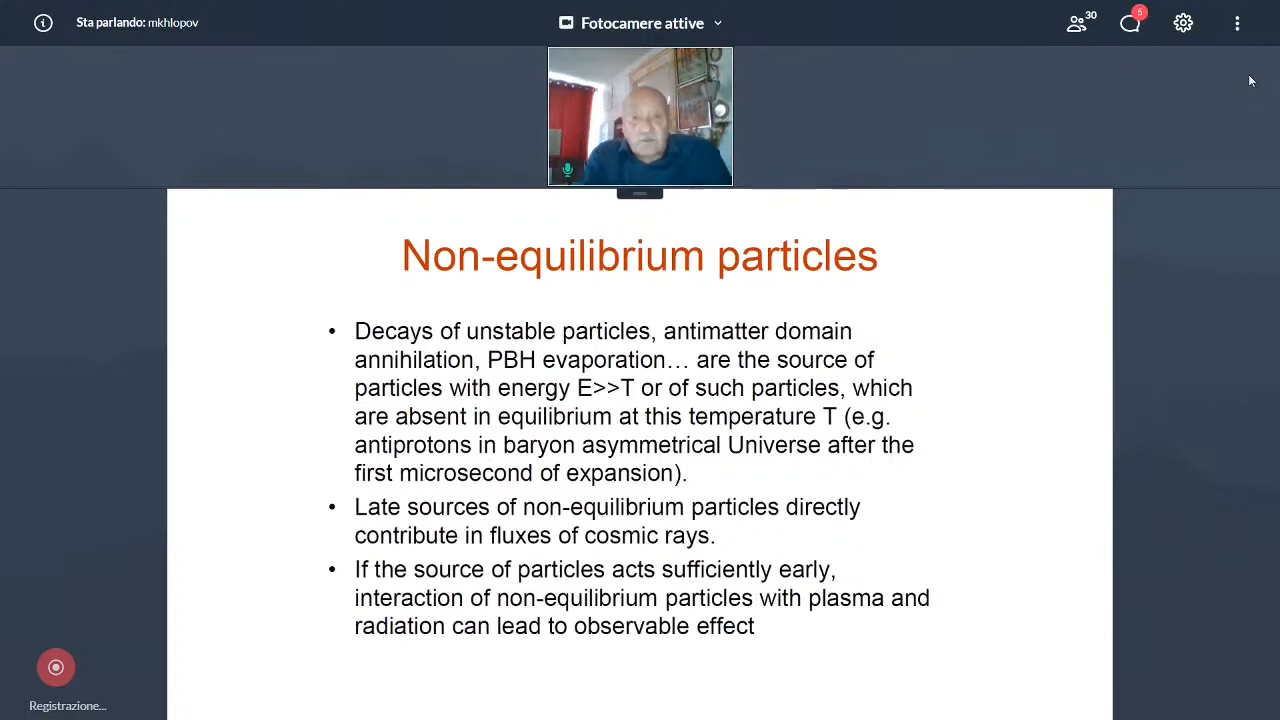 Sta parlando: mkhlopov
Fotocamere attive
30
5
Non-equilibrium particles
• Decays of unstable particles, antimatter domain
annihilation, PBH evaporation… are the source of
particles with energy E>>T or of such particles, which
are absent in equilibrium at this temperature T (e.g.
antiprotons in baryon asymmetrical Universe after the
first microsecond of expansion).
• Late sources of non-equilibrium particles directly
contribute in fluxes of cosmic rays.
• If the source of particles acts sufficiently early,
interaction of non-equilibrium particles with plasma and
radiation can lead to observable effect
Registrazione...